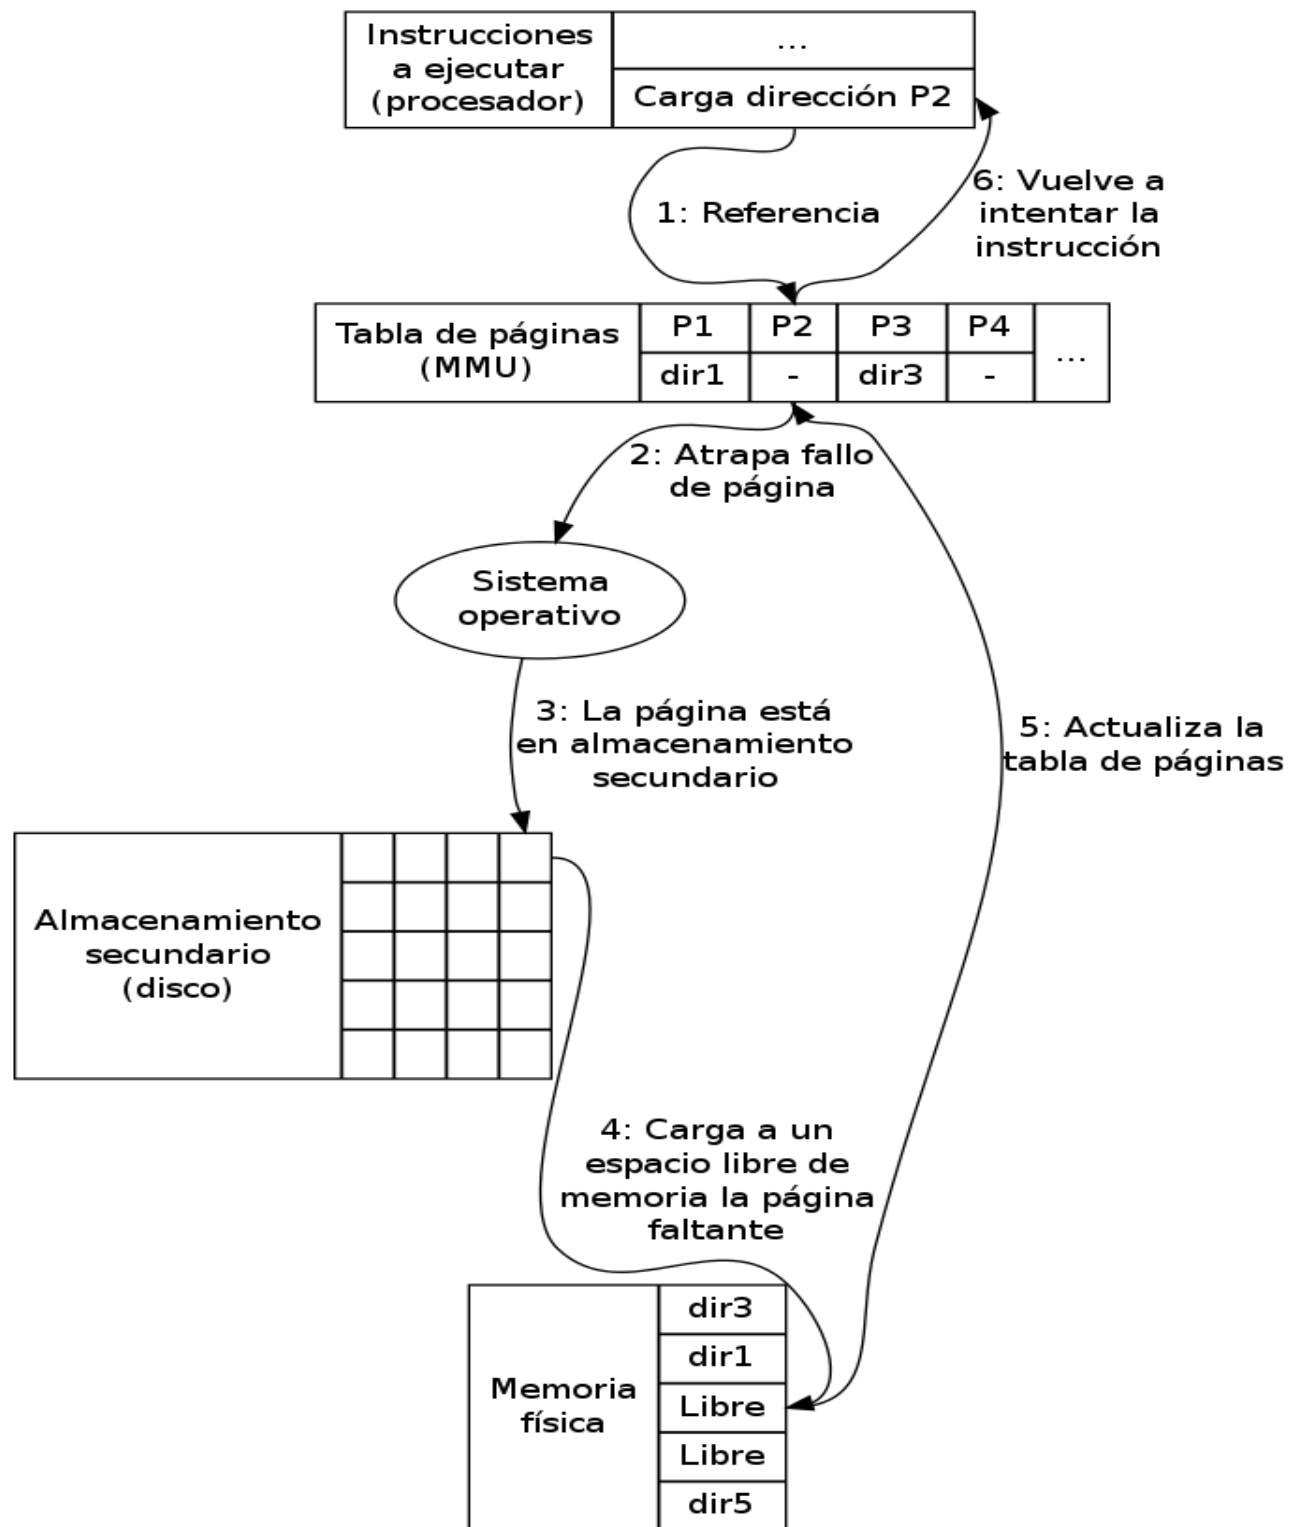 Instrucciones
a ejecutar
(procesador)
...
Carga dirección P2
1: Referencia
6: Vuelve a
intentar la
instrucción
Tabla de páginas
(MMU)
P1
P2
P3
P4
...
dir1
-
dir3
-
2: Atrapa fallo
de página
Sistema
operativo
3: La página está
en almacenamiento
secundario
5: Actualiza la
tabla de páginas
Almacenamiento
secundario
(disco)
4: Carga a un
espacio libre de
memoria la página
faltante
Memoria
física
dir3
dir1
Libre
Libre
dir5